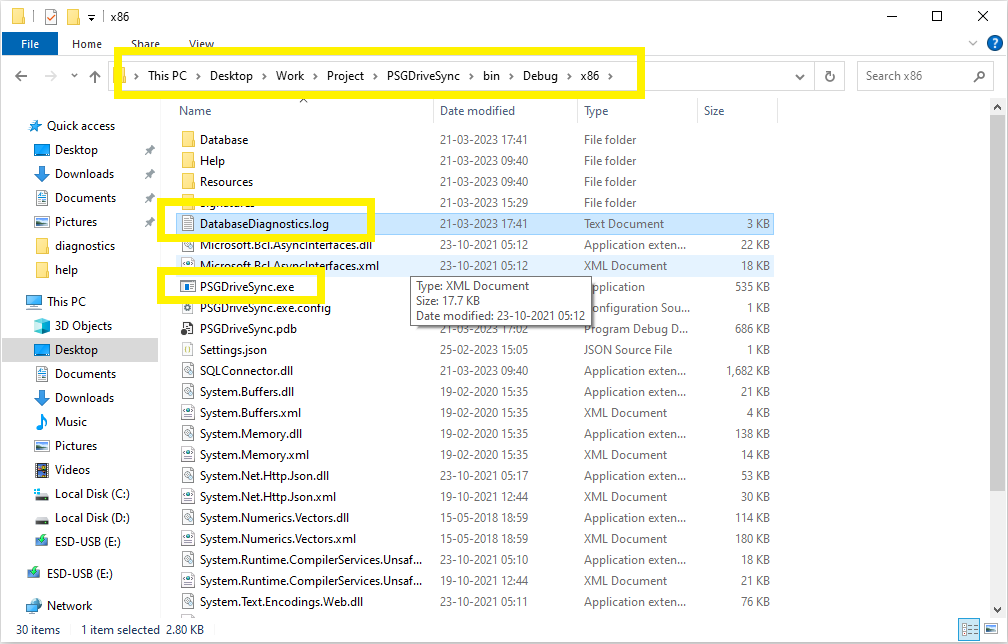 x86
File Home Share View
This PC > Desktop > Work > Project > PSGDriveSync > bin > Debug > x86 >
Search x86
Name Date modified Type Size
Quick access
Desktop
Downloads
Documents
Pictures
diagnostics
help
This PC
3D Objects
Desktop
Documents
Downloads
Music
Pictures
Videos
Local Disk (C:)
Local Disk (D:)
ESD-USB (E:)
ESD-USB (E:)
Network
Database 21-03-2023 17:41 File folder
Help 21-03-2023 09:40 File folder
Resources 21-03-2023 09:40 File folder
21-03-2023 15:29 File folder
DatabaseDiagnostics.log 21-03-2023 17:41 Text Document 3 KB
Microsoft.Bcl.AsyncInterfaces.dll 23-10-2021 05:12 Application exten... 22 KB
Microsoft.Bcl.AsyncInterfaces.xml 23-10-2021 05:12 XML Document 18 KB
PSGDriveSync.exe 535 KB
PSGDriveSync.exe.config 1 KB
PSGDriveSync.pdb 21-03-2023 17:02 Program Debug D... 686 KB
Settings.json 25-02-2023 15:05 JSON Source File 1 KB
SQLConnector.dll 21-03-2023 09:40 Application exten... 1,682 KB
System.Buffers.dll 19-02-2020 15:35 Application exten... 21 KB
System.Buffers.xml 19-02-2020 15:35 XML Document 4 KB
System.Memory.dll 19-02-2020 15:35 Application exten... 138 KB
System.Memory.xml 19-02-2020 15:35 XML Document 14 KB
System.Net.Http.Json.dll 23-10-2021 05:17 Application exten... 53 KB
System.Net.Http.Json.xml 19-10-2021 12:44 XML Document 30 KB
System.Numerics.Vectors.dll 15-05-2018 18:59 Application exten... 114 KB
System.Numerics.Vectors.xml 15-05-2018 18:59 XML Document 180 KB
System.Runtime.CompilerServices.Unsaf... 23-10-2021 05:10 Application exten... 18 KB
System.Runtime.CompilerServices.Unsaf... 19-10-2021 12:44 XML Document 21 KB
System.Text.Encodings.Web.dll 23-10-2021 05:11 Application exten... 76 KB
Type: XML Document
Size: 17.7 KB
Date modified: 23-10-2021 05:12
30 items 1 item selected 2.80 KB